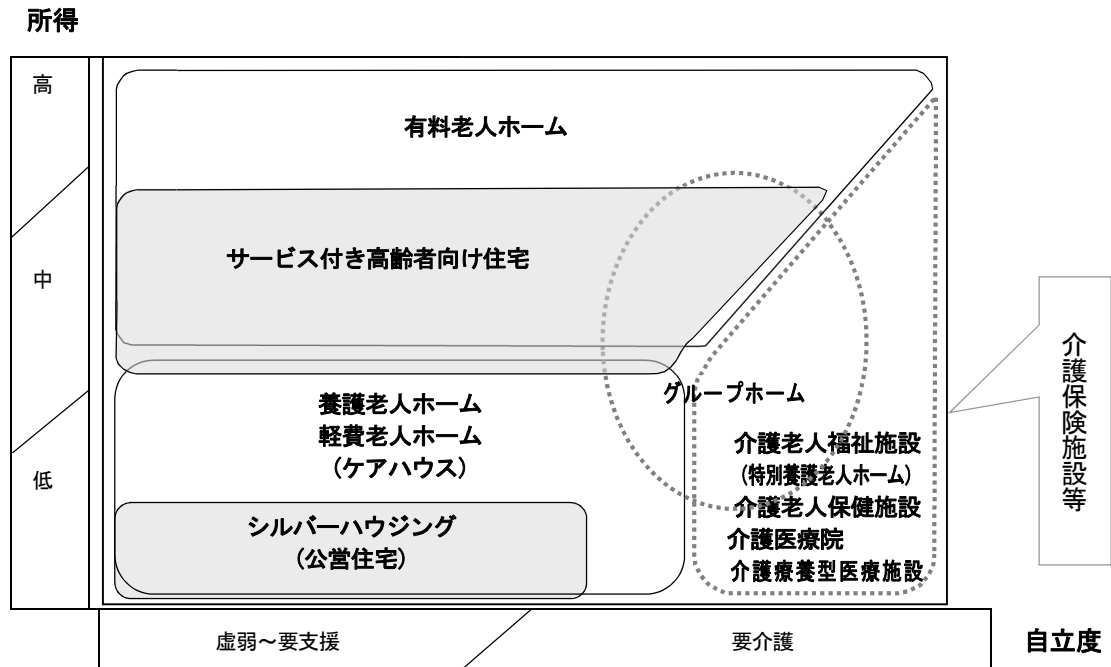 所得
高
有料老人ホーム
サービス付き高齢者向け住宅
中
介護保険施設等
グループホーム
養護老人ホーム
軽費老人ホーム
(ケアハウス)
介護老人福祉施設
(特別養護老人ホーム)
低
介護老人保健施設
シルバーハウジング
(公営住宅)
介護医療院
介護療養型医療施設
虚弱～要支援
要介護
自立度